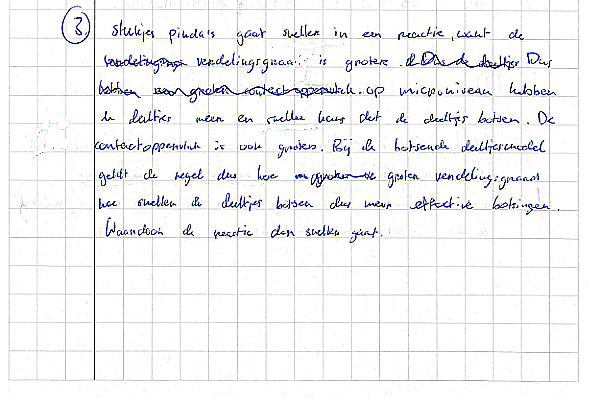 3. Stukjes pinda's gaat sneller in een reactie, want de
verdelingsgraad is groter. Dus
op microniveau hebben
de deeltjes meer en sneller kans dat de deeltjes botsen. De
contactoppervlak is ook groter. Bij de botsende deeltjesmodel
geldt de regel dus hoe groter verdelingsgraad
hoe sneller de deeltjes botsen dus meer effective botsingen.
Waardoor de reactie dan sneller gaat.